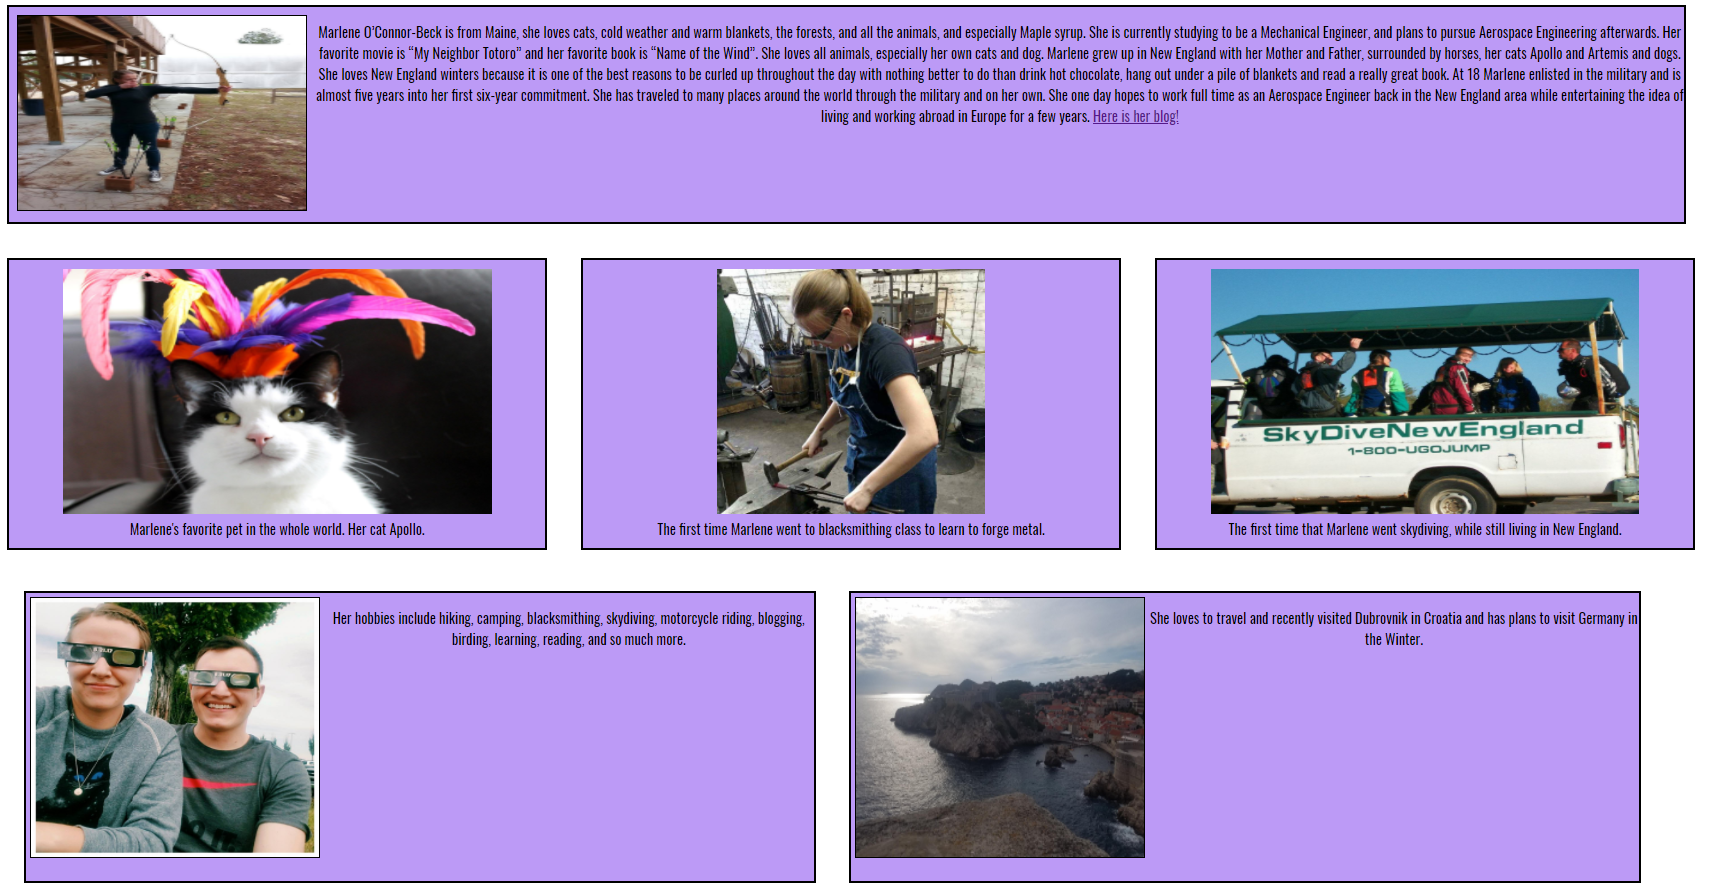 Marlene O’Connor-Beck is from Maine, she loves cats, cold weather and warm blankets, the forests, and all the animals, and especially Maple syrup. She is currently studying to be a Mechanical Engineer, and plans to pursue Aerospace Engineering afterwards. Her
favorite movie is “My Neighbor Totoro” and her favorite book is “Name of the Wind”. She loves all animals, especially her own cats and dog. Marlene grew up in New England with her Mother and Father, surrounded by horses, her cats Apollo and Artemis and dogs.
She loves New England winters because it is one of the best reasons to be curled up throughout the day with nothing better to do than drink hot chocolate, hang out under a pile of blankets and read a really great book. At 18 Marlene enlisted in the military and is
almost five years into her first six-year commitment. She has traveled to many places around the world through the military and on her own. She one day hopes to work full time as an Aerospace Engineer back in the New England area while entertaining the idea of
living and working abroad in Europe for a few years. Here is her blog!
SkyDiveNewEngland
1-800-UGOJUMP
Marlene's favorite pet in the whole world. Her cat Apollo.
The first time Marlene went to blacksmithing class to learn to forge metal.
The first time that Marlene went skydiving, while still living in New England.
Her hobbies include hiking, camping, blacksmithing, skydiving, motorcycle riding, blogging,
birding, learning, reading, and so much more.
She loves to travel and recently visited Dubrovnik in Croatia and has plans to visit Germany in
the Winter.